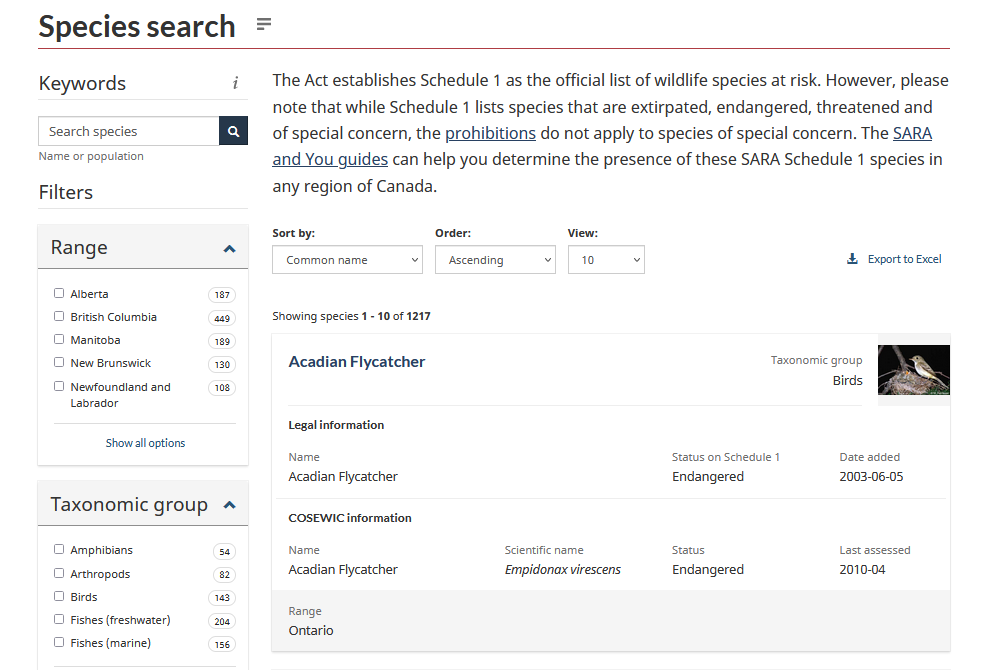 Species search
Keywords i
Search species
Name or population
Filters
Range
Alberta 187
British Columbia 449
Manitoba 189
New Brunswick 130
Newfoundland and 108
Labrador
Show all options
Taxonomic group
Amphibians 54
Arthropods 82
Birds 143
Fishes (freshwater) 204
Fishes (marine) 156
The Act establishes Schedule 1 as the official list of wildlife species at risk. However, please
note that while Schedule 1 lists species that are extirpated, endangered, threatened and
of special concern, the prohibitions do not apply to species of special concern. The SARA
and You guides can help you determine the presence of these SARA Schedule 1 species in
any region of Canada.
Sort by: Order: View:
Common name Ascending 10 Export to Excel
Showing species 1 - 10 of 1217
Acadian Flycatcher Taxonomic group
Birds
Legal information
Name Status on Schedule 1 Date added
Acadian Flycatcher Endangered 2003-06-05
COSEWIC information
Name Scientific name Status Last assessed
Acadian Flycatcher Empidonax virescens Endangered 2010-04
Range
Ontario